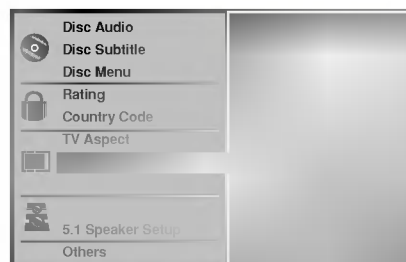 Disc Audio
Disc Subtitle
Disc Menu
Rating
Country Code
TV Aspect
5.1 Speaker Setup
Others